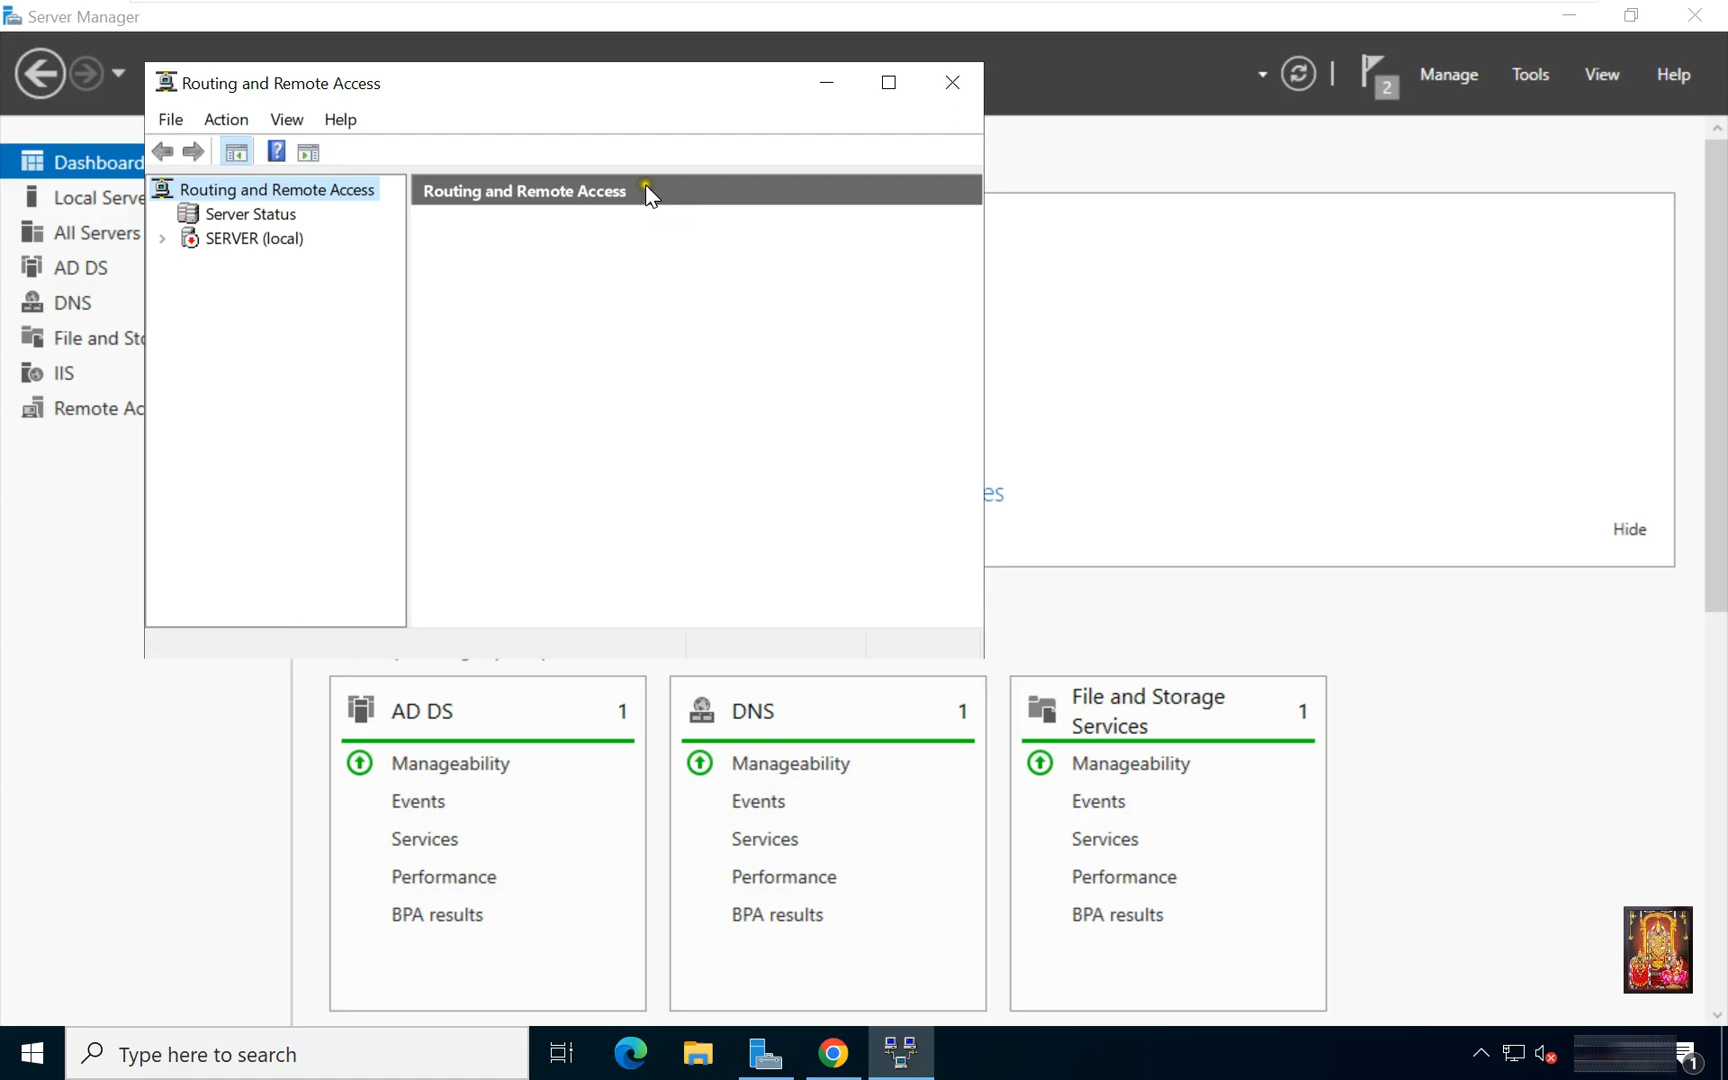 Server Manager
2
Manage
Tools
View
Help
Routing and Remote Access
File
Action
View
Help
Routing and Remote Access
Server Status
SERVER (local)
Routing and Remote Access
Dashboard
Local Serve
All Servers
AD DS
DNS
File and Sto
IIS
Remote Ac
es
Hide
AD DS 1
Manageability
Events
Services
Performance
BPA results
DNS 1
Manageability
Events
Services
Performance
BPA results
File and Storage
Services 1
Manageability
Events
Services
Performance
BPA results
Type here to search
1